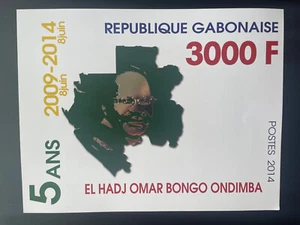 REPUBLIQUE GABONAISE
3000 F
5 ANS
2009-2014
8juin 8juin
POSTES 2014
EL HADJ OMAR BONGO ONDIMBA